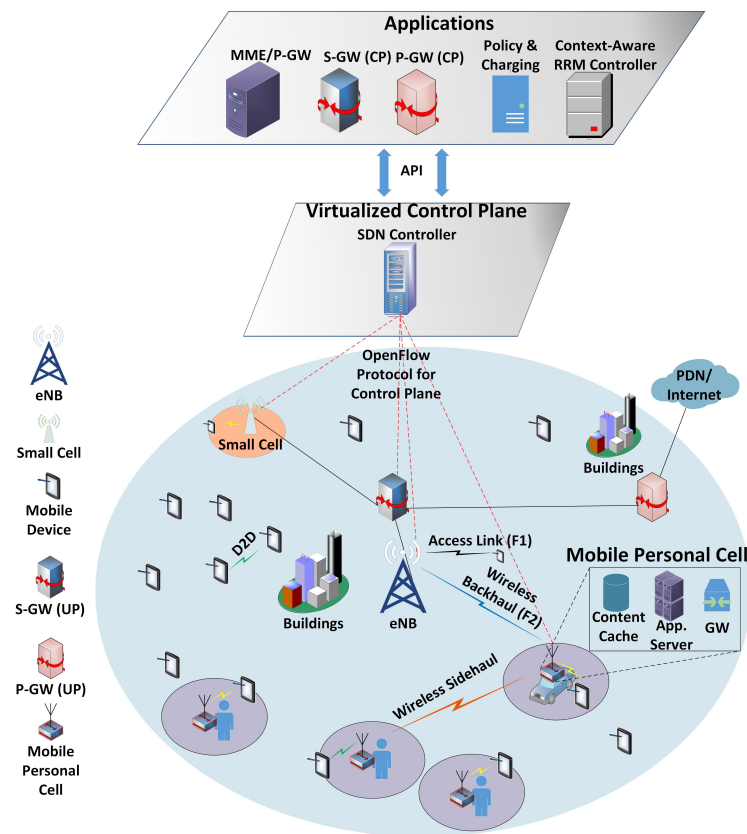 Applications
MME/P-GW
S-GW (CP)
P-GW (CP)
Policy &
Charging
Context-Aware
RRM Controller
API
Virtualized Control Plane
SDN Controller
OpenFlow
Protocol for
Control Plane
PDN/
Internet
eNB
Small Cell
Small Cell
Buildings
Mobile
Device
D2D
Access Link (F1)
Wireless
Backhaul (F2)
Mobile Personal Cell
Content
Cache
App.
Server
GW
S-GW (UP)
Buildings
eNB
P-GW (UP)
Wireless Sidehaul
Mobile
Personal
Cell